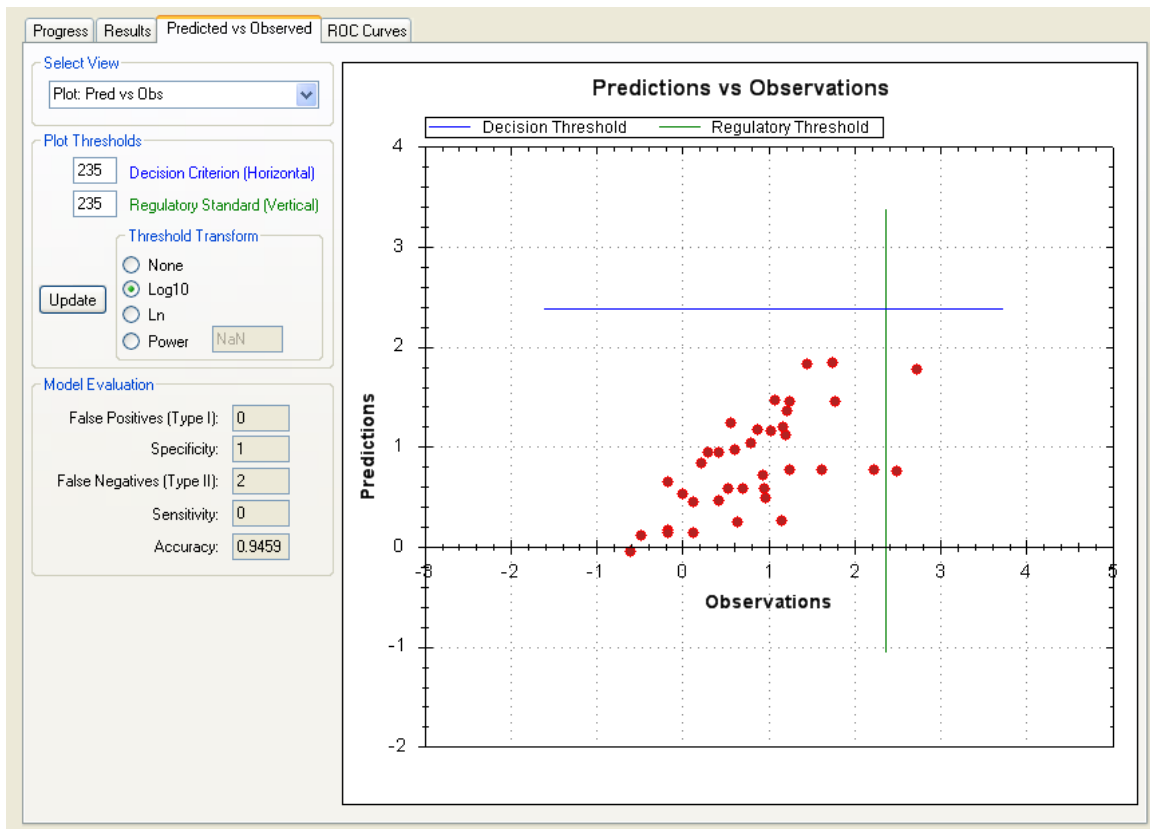 Progress Results Predicted vs Observed ROC Curves
Select View
Plot: Pred vs Obs
Plot Thresholds
235 Decision Criterion (Horizontal)
235 Regulatory Standard (Vertical)
Threshold Transform
None
Log10
Ln
Power NaN
Update
Model Evaluation
False Positives (Type I): 0
Specificity: 1
False Negatives (Type II): 2
Sensitivity: 0
Accuracy: 0.9459
Predictions vs Observations
Decision Threshold Regulatory Threshold
4
3
2
1
0
-1
-2
Predictions
-3 -2 -1 0 1 2 3 4 5
Observations